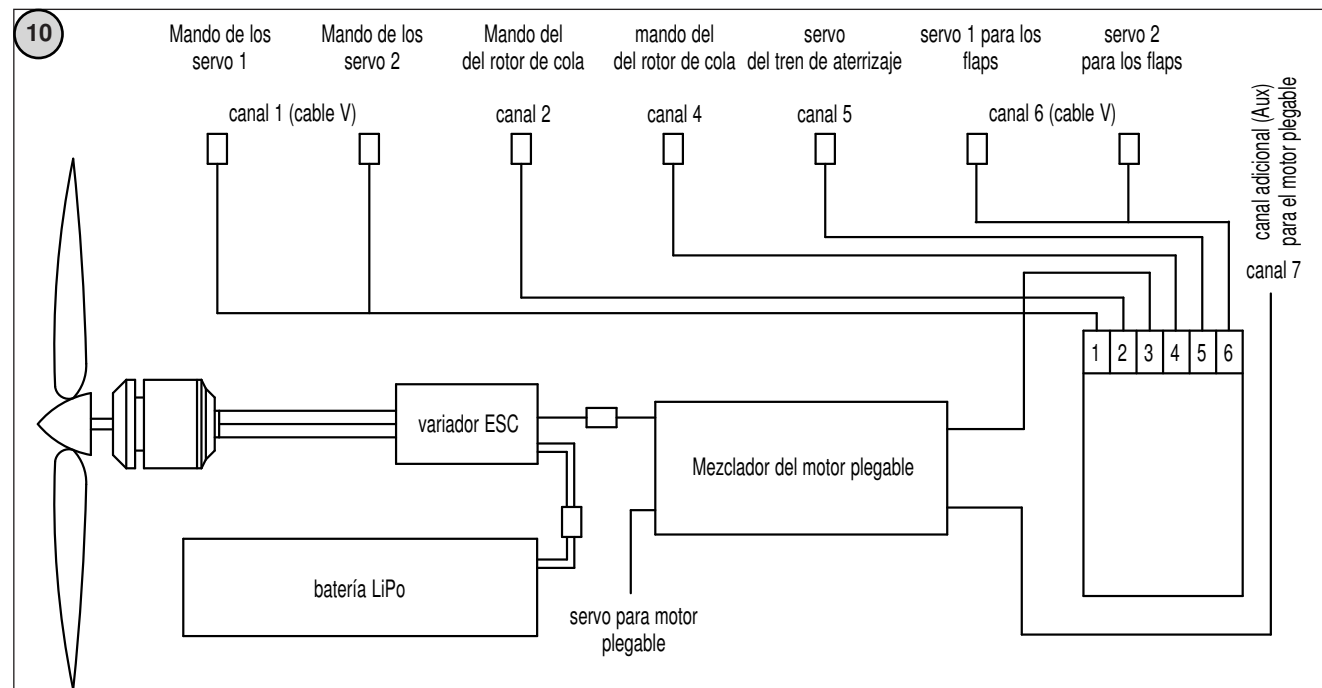 10
Mando de los
servo 1
Mando de los
servo 2
Mando del
del rotor de cola
mando del
del rotor de cola
servo
del tren de aterrizaje
servo 1 para los
flaps
servo 2
para los flaps
canal 1 (cable V)
canal 2
canal 4
canal 5
canal 6 (cable V)
canal adicional (Aux)
para el motor plegable
canal 7
1 2 3 4 5 6
variador ESC
Mezclador del motor plegable
batería LiPo
servo para motor
plegable